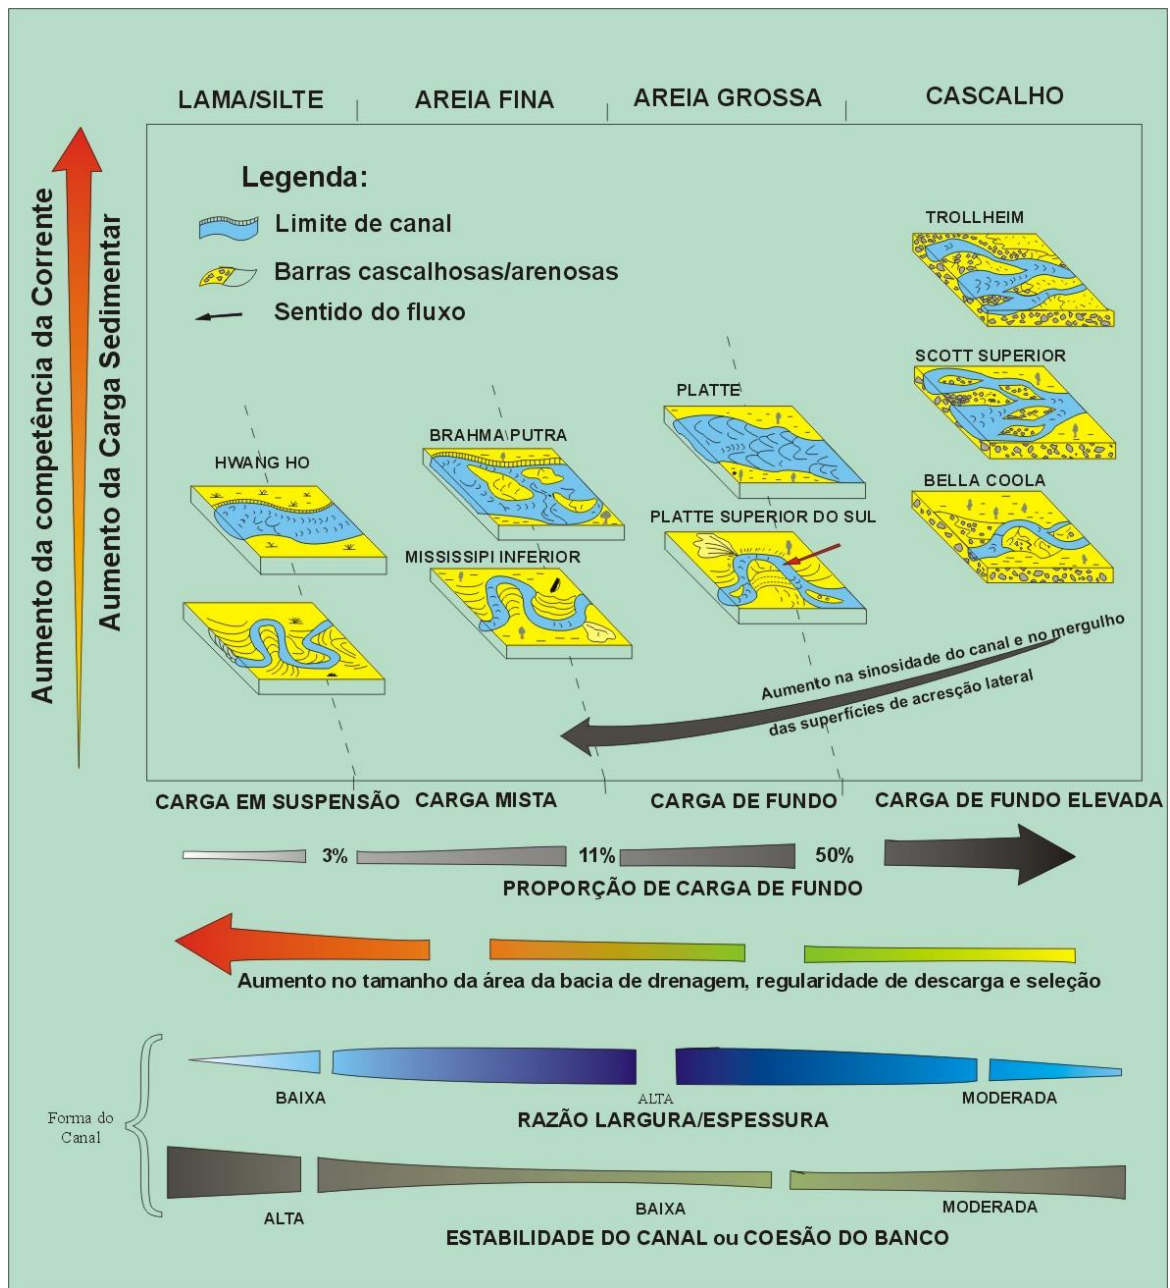 LAMA/SILTE
AREIA FINA
AREIA GROSSA
CASCALHO
Aumento da competência da Corrente
Aumento da Carga Sedimentar
Legenda:
Limite de canal
Barras cascalhosas/arenosas
Sentido do fluxo
TROLLHEIM
SCOTT SUPERIOR
PLATTE
BRAHMA PUTRA
HWANG HO
BELLA COOLA
PLATTE SUPERIOR DO SUL
MISSISSIPI INFERIOR
Aumento na sinosidade do canal e no mergulho
das superfícies de acresção lateral
CARGA EM SUSPENSÃO
CARGA MISTA
CARGA DE FUNDO
CARGA DE FUNDO ELEVADA
3%
11%
50%
PROPORÇÃO DE CARGA DE FUNDO
Aumento no tamanho da área da bacia de drenagem, regularidade de descarga e seleção
Forma do
Canal
BAIXA
ALTA
MODERADA
RAZÃO LARGURA/ESPESSURA
ALTA
BAIXA
MODERADA
ESTABILIDADE DO CANAL ou COESÃO DO BANCO